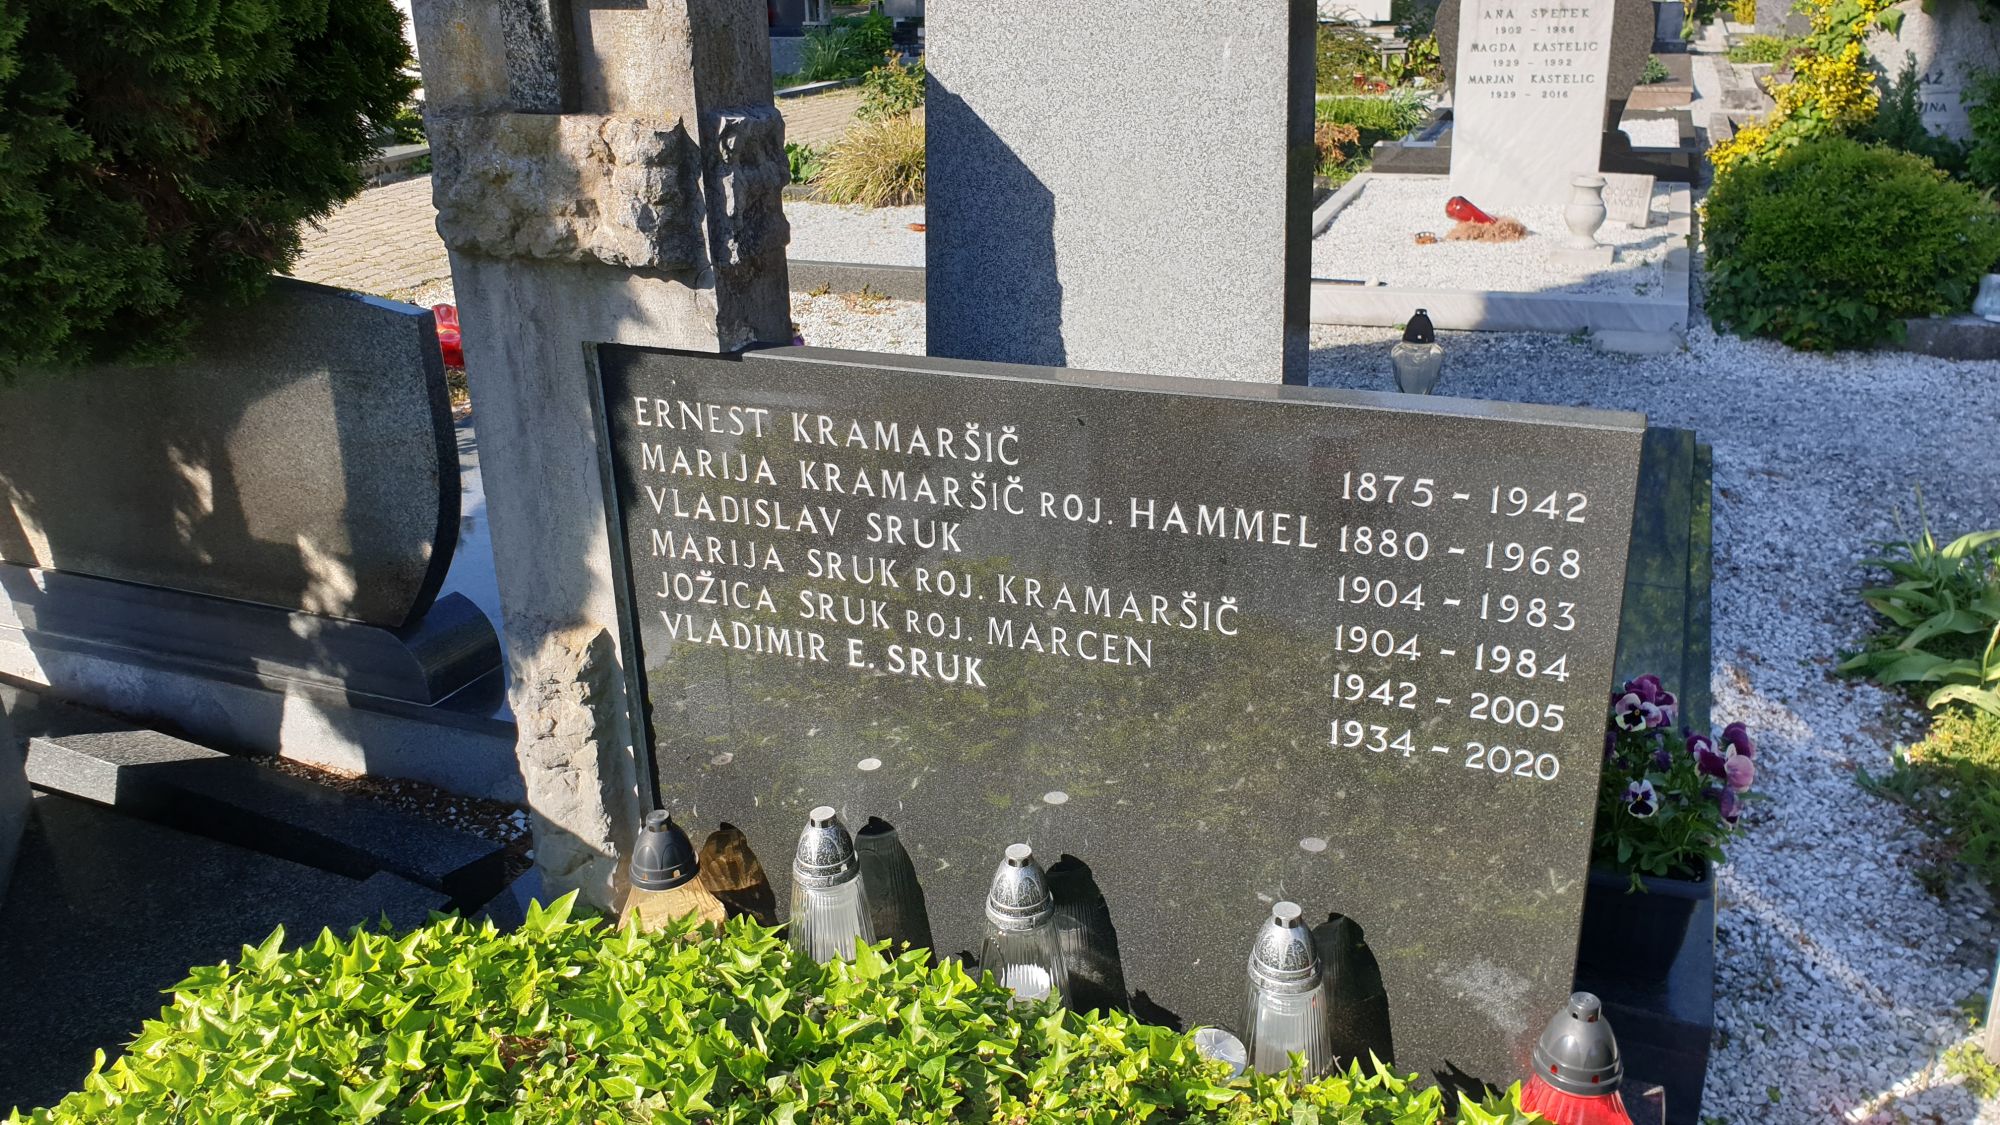 ANA SVETEK
1902 - 1986
MAGDA KASTELIC
1929 - 1992
MARJAN KASTELIC
1929 - 2016
ERNEST KRAMARŠIČ 1875 - 1942
MARIJA KRAMARŠIČ ROJ. HAMMEL 1880 - 1968
VLADISLAV SRUK 1904 - 1983
MARIJA SRUK ROJ. KRAMARŠIČ 1904 - 1984
JOŽICA SRUK ROJ. MARCEN 1942 - 2005
VLADIMIR E. SRUK 1934 - 2020